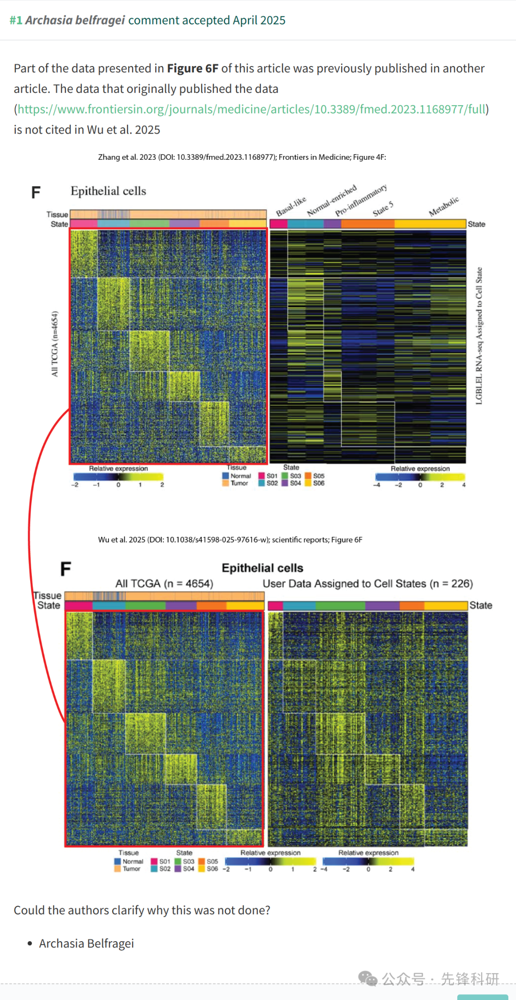 #1 Archasia belfragei comment accepted April 2025
Part of the data presented in Figure 6F of this article was previously published in another
article. The data that originally published the data
(https://www.frontiersin.org/journals/medicine/articles/10.3389/fmed.2023.1168977/full)
is not cited in Wu et al. 2025
Zhang et al. 2023 (DOI: 10.3389/fmed.2023.1168977); Frontiers in Medicine; Figure 4F:
F
Epithelial cells
Basal-like
Normal-enriched
Pro-inflammatory
State 5
Metabolic
Tissue
State
State
All TCGA (n=4654)
LGBLEL RNA-seq Assigned to Cell State
Relative expression
-2 -1 0 1 2
Tissue
Normal
Tumor
State
S01 S03 S05
S02 S04 S06
Relative expression
-4 -2 0 2 4
Wu et al. 2025 (DOI: 10.1038/s41598-025-97616-w); scientific reports; Figure 6F
F
Epithelial cells
All TCGA (n = 4654)
User Data Assigned to Cell States (n = 226)
Tissue
State
State
Tissue
Normal
Tumor
State
S01 S03 S05
S02 S04 S06
Relative expression
-2 -1 0 1 2
Relative expression
-4 -2 0 2 4
Could the authors clarify why this was not done?
• Archasia Belfragei
公众号 · 先锋科研